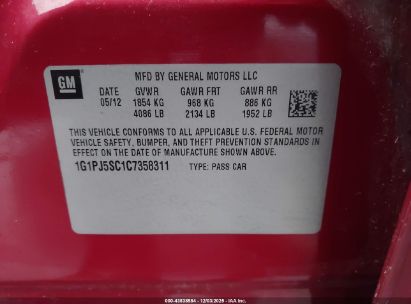 GM
MFD BY GENERAL MOTORS LLC
DATE GVWR GAWR FRT GAWR RR
05/12 1854 KG 968 KG 886 KG
4086 LB 2134 LB 1952 LB
THIS VEHICLE CONFORMS TO ALL APPLICABLE U.S. FEDERAL MOTOR
VEHICLE SAFETY, BUMPER, AND THEFT PREVENTION STANDARDS IN
EFFECT ON THE DATE OF MANUFACTURE SHOWN ABOVE.
1G1PJ5SC1C7358311 TYPE: PASS CAR